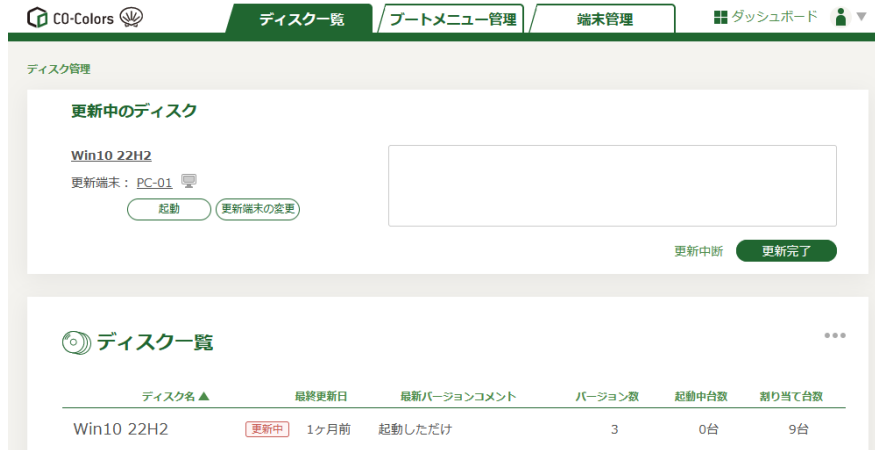 CO-Colors
ディスク一覧
ブートメニュー管理
端末管理
ダッシュボード
ディスク管理
更新中のディスク
Win10 22H2
更新端末： PC-01
起動
更新端末の変更
更新中断
更新完了
ディスク一覧
ディスク名▲ 最終更新日 最新バージョンコメント バージョン数 起動中台数 割り当て台数
Win10 22H2 更新中 1ヶ月前 起動しただけ 3 0台 9台